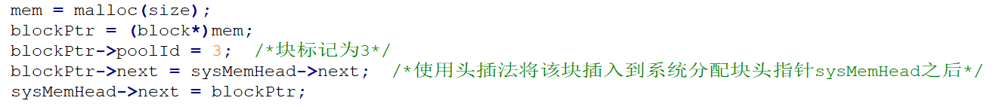 mem = malloc(size);
blockPtr = (block*)mem;
blockPtr->poolId = 3;  /*块标记为3*/
blockPtr->next = sysMemHead->next;  /*使用头插法将该块插入到系统分配块头指针sysMemHead之后*/
sysMemHead->next = blockPtr;